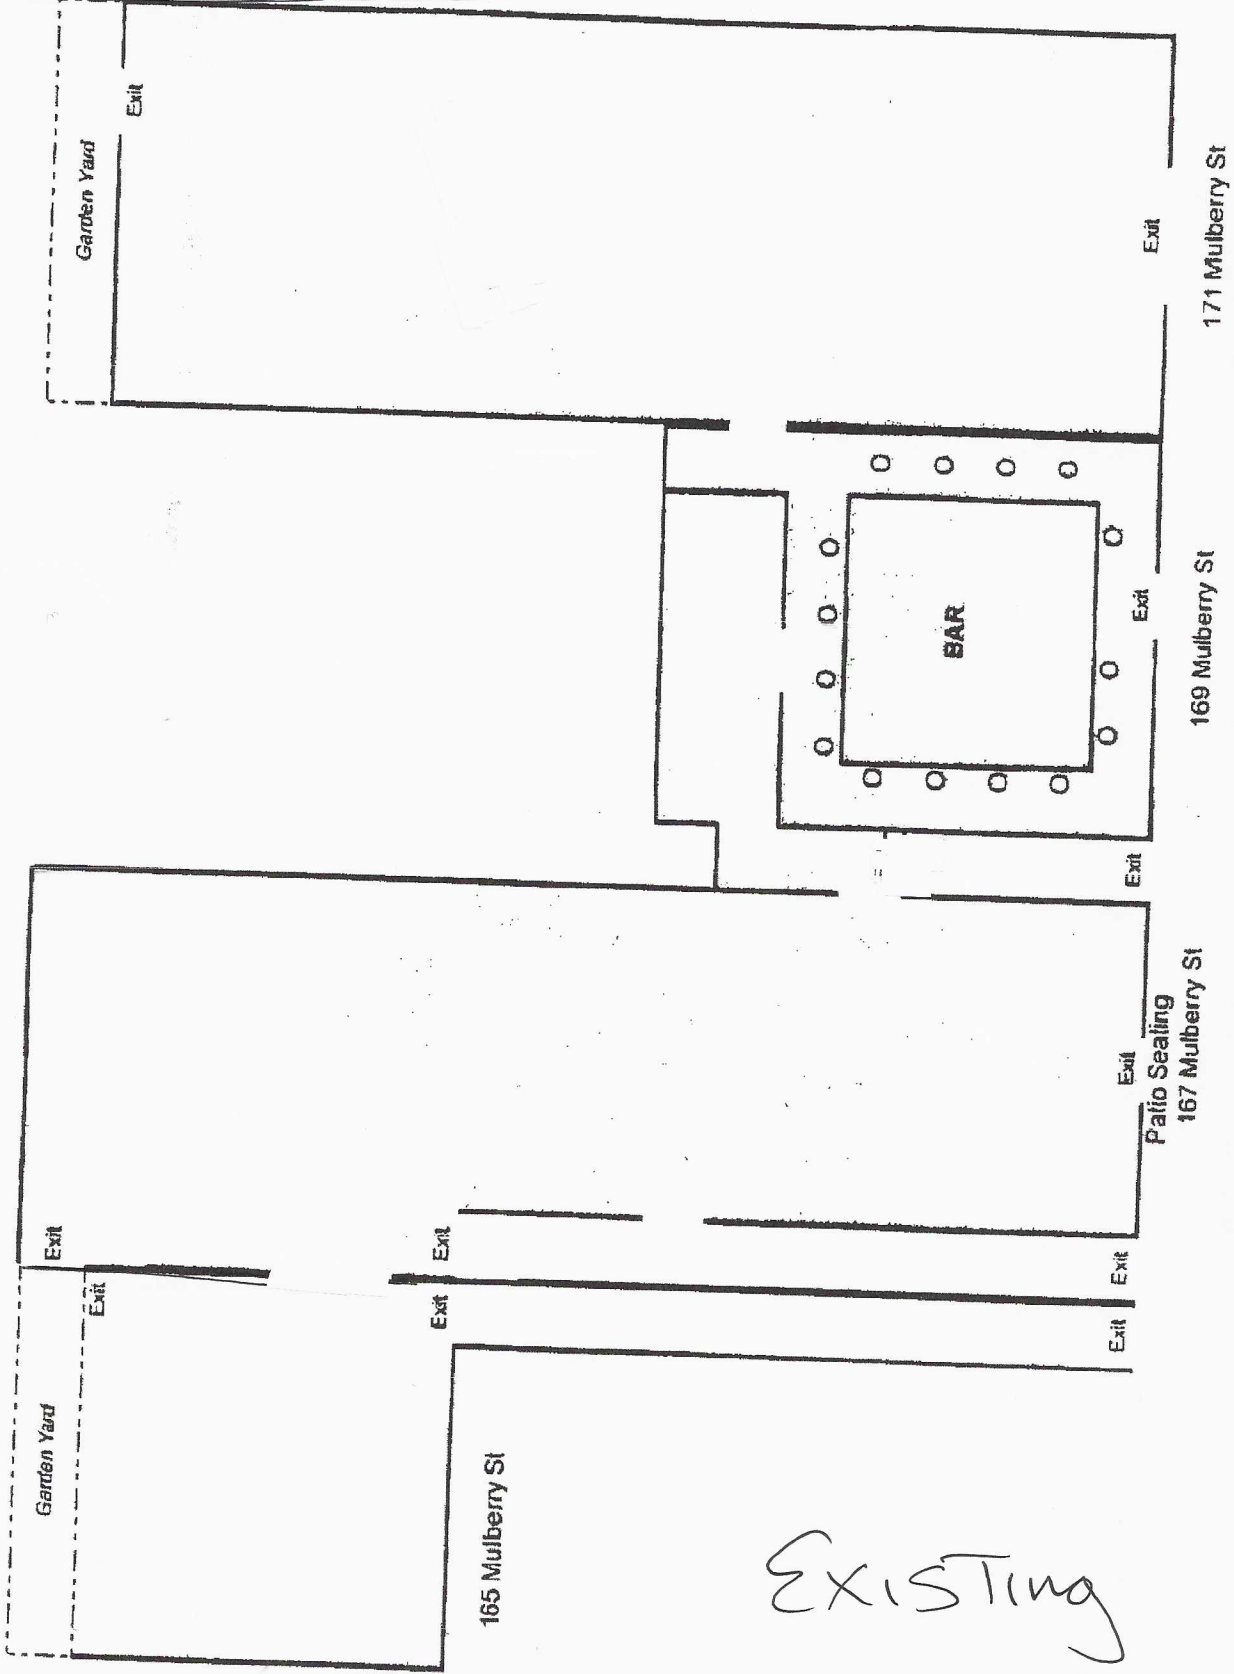 Garden Yard
Exit
Exit
171 Mulberry St
BAR
Exit
169 Mulberry St
Exit
Exit
Patio Seating
167 Mulberry St
Exit
Exit
Exit
Garden Yard
Exit
Exit
Exit
165 Mulberry St
Existing